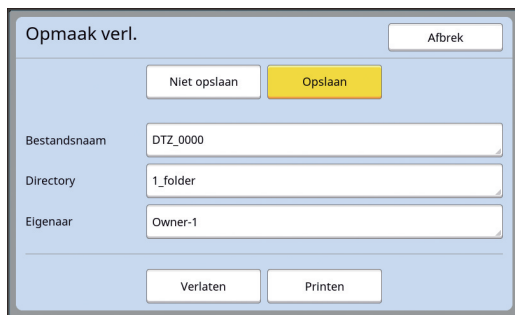 Opmaak verl.
Afbrek
Niet opslaan
Opslaan
Bestandsnaam
DTZ_0000
Directory
1_folder
Eigenaar
Owner-1
Verlaten
Printen